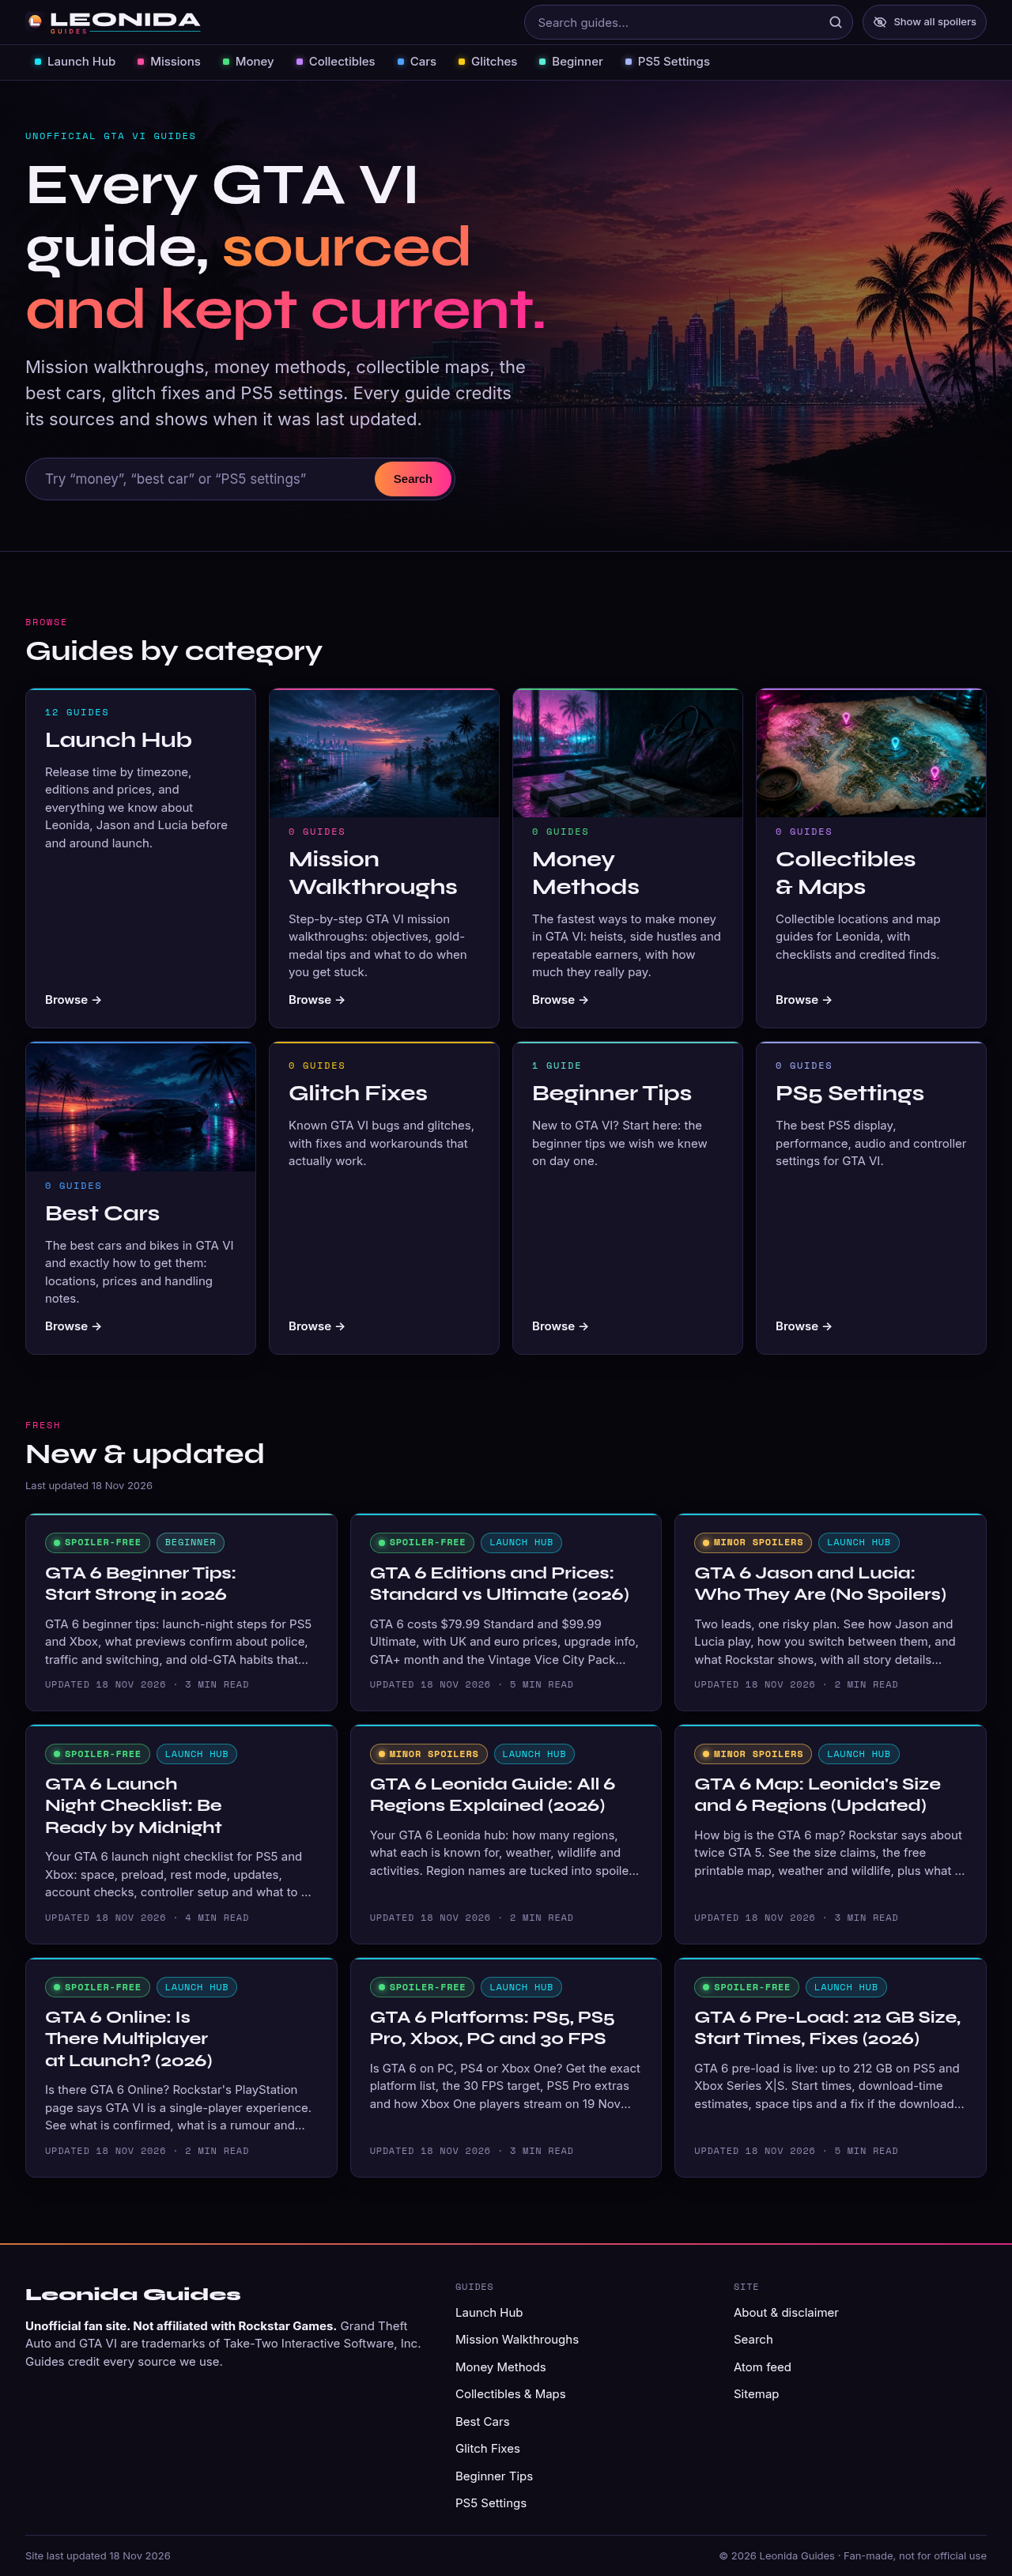 LEONIDA
GUIDES
Search guides…
Show all spoilers
Launch Hub
Missions
Money
Collectibles
Cars
Glitches
Beginner
PS5 Settings
UNOFFICIAL GTA VI GUIDES
Every GTA VI
guide, sourced
and kept current.
Mission walkthroughs, money methods, collectible maps, the
best cars, glitch fixes and PS5 settings. Every guide credits
its sources and shows when it was last updated.
Try “money”, “best car” or “PS5 settings”
Search
BROWSE
Guides by category
12 GUIDES
Launch Hub
Release time by timezone,
editions and prices, and
everything we know about
Leonida, Jason and Lucia before
and around launch.
Browse →
0 GUIDES
Mission
Walkthroughs
Step-by-step GTA VI mission
walkthroughs: objectives, gold-
medal tips and what to do when
you get stuck.
Browse →
0 GUIDES
Money
Methods
The fastest ways to make money
in GTA VI: heists, side hustles and
repeatable earners, with how
much they really pay.
Browse →
0 GUIDES
Collectibles
& Maps
Collectible locations and map
guides for Leonida, with
checklists and credited finds.
Browse →
0 GUIDES
Best Cars
The best cars and bikes in GTA VI
and exactly how to get them:
locations, prices and handling
notes.
Browse →
0 GUIDES
Glitch Fixes
Known GTA VI bugs and glitches,
with fixes and workarounds that
actually work.
Browse →
1 GUIDE
Beginner Tips
New to GTA VI? Start here: the
beginner tips we wish we knew
on day one.
Browse →
0 GUIDES
PS5 Settings
The best PS5 display,
performance, audio and controller
settings for GTA VI.
Browse →
FRESH
New & updated
Last updated 18 Nov 2026
SPOILER-FREE
BEGINNER
GTA 6 Beginner Tips:
Start Strong in 2026
GTA 6 beginner tips: launch-night steps for PS5
and Xbox, what previews confirm about police,
traffic and switching, and old-GTA habits that…
UPDATED 18 NOV 2026 · 3 MIN READ
SPOILER-FREE
LAUNCH HUB
GTA 6 Editions and Prices:
Standard vs Ultimate (2026)
GTA 6 costs $79.99 Standard and $99.99
Ultimate, with UK and euro prices, upgrade info,
GTA+ month and the Vintage Vice City Pack…
UPDATED 18 NOV 2026 · 5 MIN READ
MINOR SPOILERS
LAUNCH HUB
GTA 6 Jason and Lucia:
Who They Are (No Spoilers)
Two leads, one risky plan. See how Jason and
Lucia play, how you switch between them, and
what Rockstar shows, with all story details…
UPDATED 18 NOV 2026 · 2 MIN READ
SPOILER-FREE
LAUNCH HUB
GTA 6 Launch
Night Checklist: Be
Ready by Midnight
Your GTA 6 launch night checklist for PS5 and
Xbox: space, preload, rest mode, updates,
account checks, controller setup and what to …
UPDATED 18 NOV 2026 · 4 MIN READ
MINOR SPOILERS
LAUNCH HUB
GTA 6 Leonida Guide: All 6
Regions Explained (2026)
Your GTA 6 Leonida hub: how many regions,
what each is known for, weather, wildlife and
activities. Region names are tucked into spoile…
UPDATED 18 NOV 2026 · 2 MIN READ
MINOR SPOILERS
LAUNCH HUB
GTA 6 Map: Leonida's Size
and 6 Regions (Updated)
How big is the GTA 6 map? Rockstar says about
twice GTA 5. See the size claims, the free
printable map, weather and wildlife, plus what …
UPDATED 18 NOV 2026 · 3 MIN READ
SPOILER-FREE
LAUNCH HUB
GTA 6 Online: Is
There Multiplayer
at Launch? (2026)
Is there GTA 6 Online? Rockstar's PlayStation
page says GTA VI is a single-player experience.
See what is confirmed, what is a rumour and…
UPDATED 18 NOV 2026 · 2 MIN READ
SPOILER-FREE
LAUNCH HUB
GTA 6 Platforms: PS5, PS5
Pro, Xbox, PC and 30 FPS
Is GTA 6 on PC, PS4 or Xbox One? Get the exact
platform list, the 30 FPS target, PS5 Pro extras
and how Xbox One players stream on 19 Nov…
UPDATED 18 NOV 2026 · 3 MIN READ
SPOILER-FREE
LAUNCH HUB
GTA 6 Pre-Load: 212 GB Size,
Start Times, Fixes (2026)
GTA 6 pre-load is live: up to 212 GB on PS5 and
Xbox Series X|S. Start times, download-time
estimates, space tips and a fix if the download…
UPDATED 18 NOV 2026 · 5 MIN READ
Leonida Guides
Unofficial fan site. Not affiliated with Rockstar Games. Grand Theft
Auto and GTA VI are trademarks of Take-Two Interactive Software, Inc.
Guides credit every source we use.
GUIDES
Launch Hub
Mission Walkthroughs
Money Methods
Collectibles & Maps
Best Cars
Glitch Fixes
Beginner Tips
PS5 Settings
SITE
About & disclaimer
Search
Atom feed
Sitemap
Site last updated 18 Nov 2026
© 2026 Leonida Guides · Fan-made, not for official use